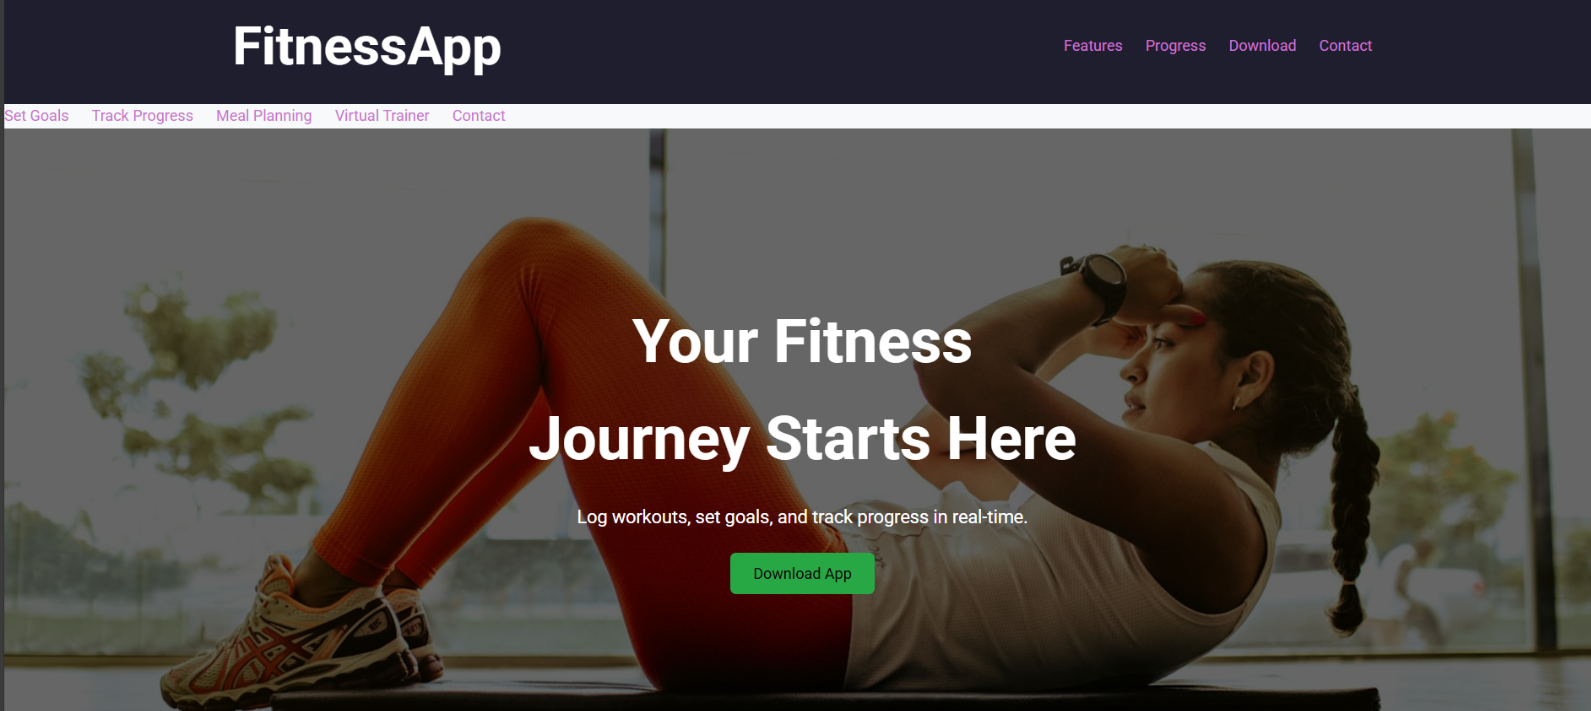 FitnessApp
Features Progress Download Contact
Set Goals Track Progress Meal Planning Virtual Trainer Contact
Your Fitness
Journey Starts Here
Log workouts, set goals, and track progress in real-time.
Download App